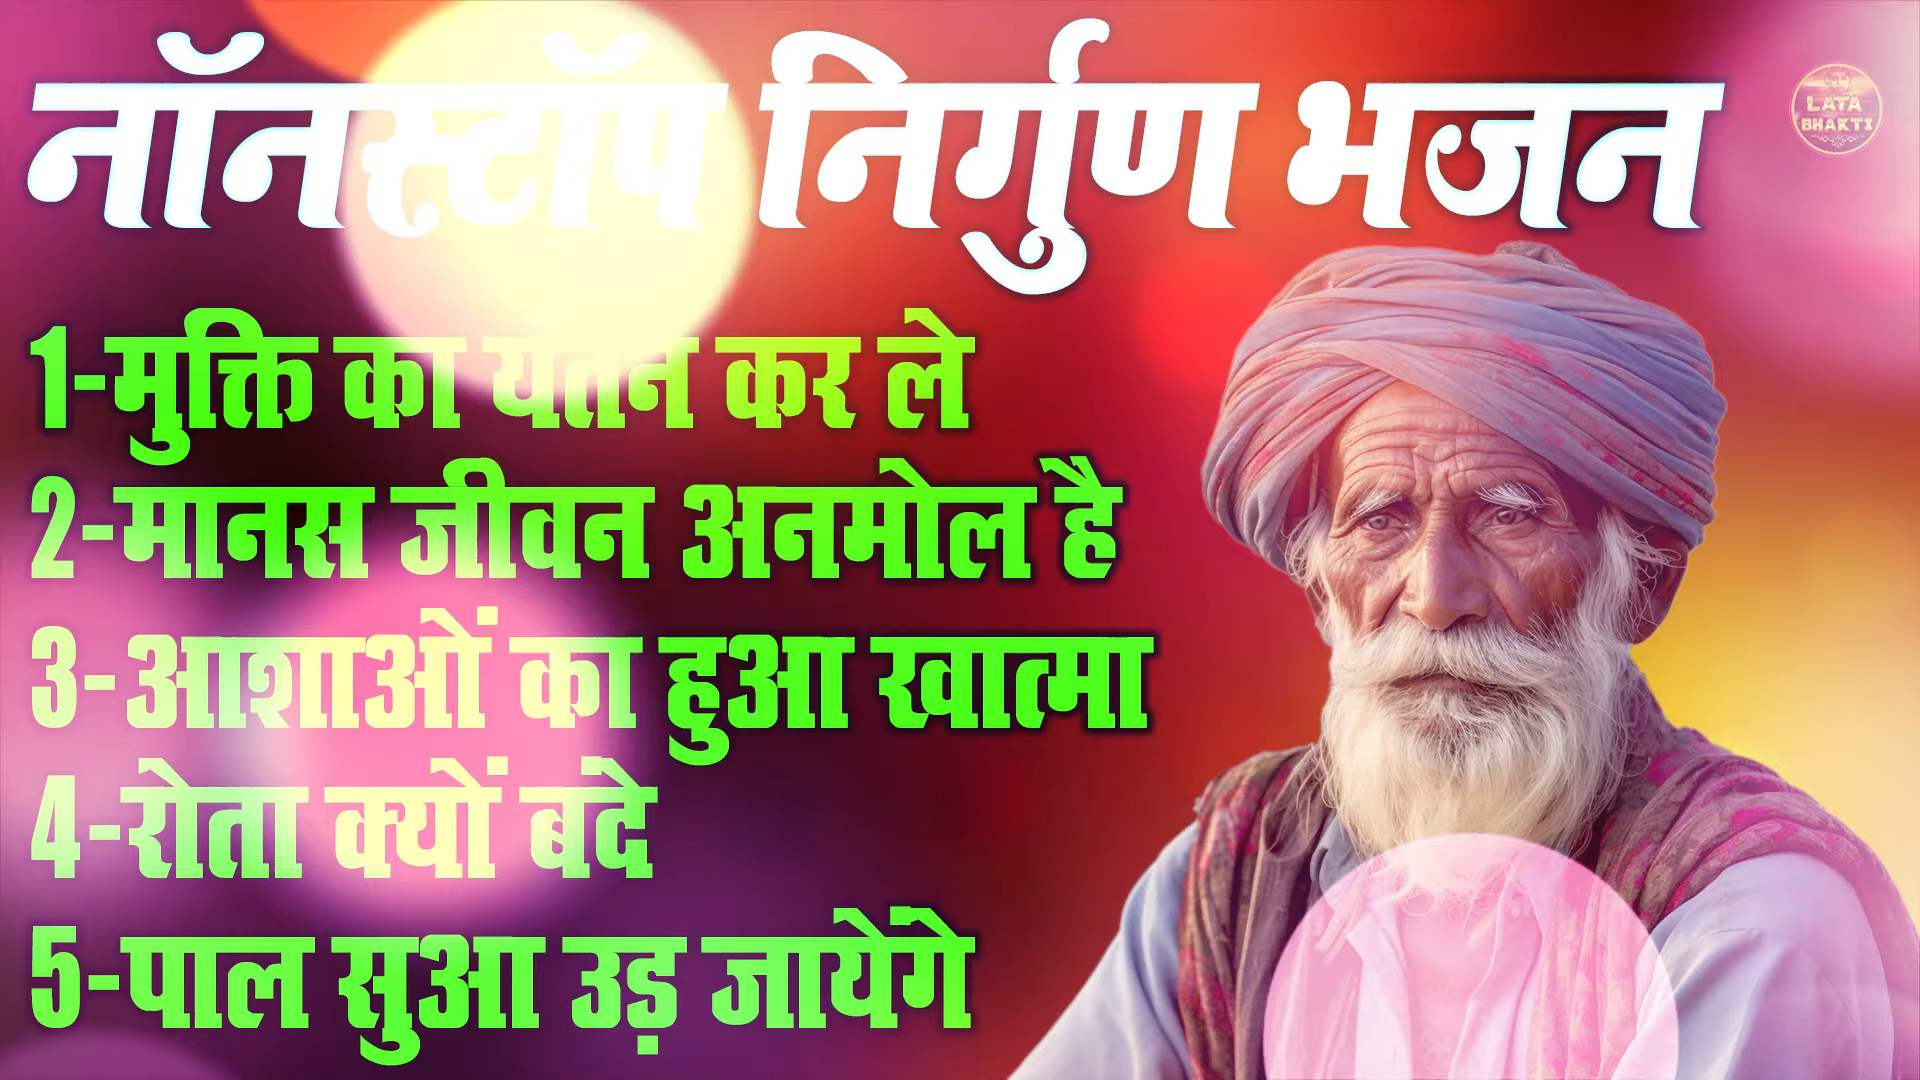 नॉनस्टॉप निर्गुण भजन
LATA
BHAKTI
1-मुक्ति का यतन कर ले
2-मानस जीवन अनमोल है
3-आशाओं का हुआ खात्मा
4-रोता क्यों बंदे
5-पाल सुआ उड़ जायेंगे